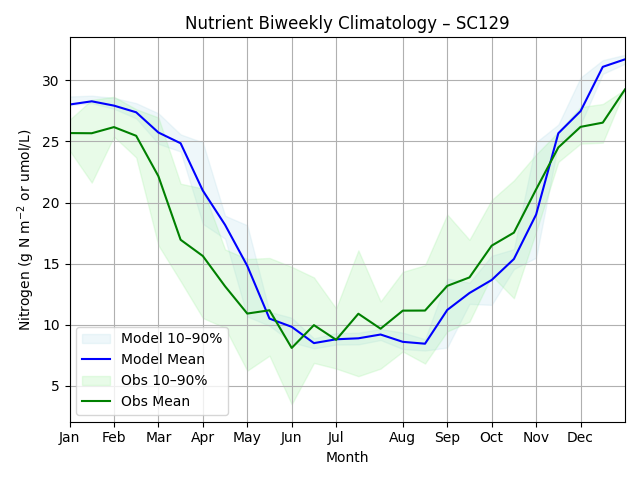 Nutrient Biweekly Climatology – SC129
Nitrogen (g N m⁻² or umol/L)
30
25
20
15
10
5
Model 10–90%
Model Mean
Obs 10–90%
Obs Mean
Jan Feb Mar Apr May Jun Jul Aug Sep Oct Nov Dec
Month